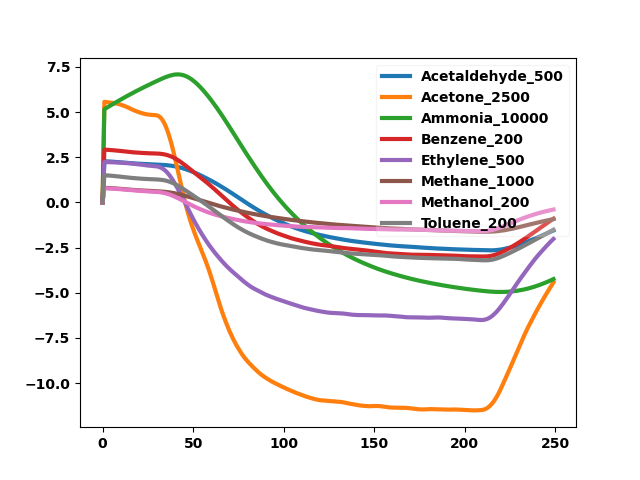 7.5
5.0
2.5
0.0
−2.5
−5.0
−7.5
−10.0
0 50 100 150 200 250
Acetaldehyde_500
Acetone_2500
Ammonia_10000
Benzene_200
Ethylene_500
Methane_1000
Methanol_200
Toluene_200